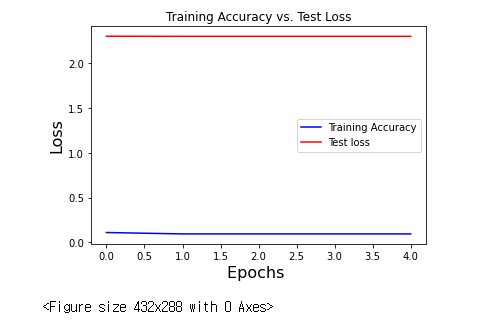 Training Accuracy vs. Test Loss
2.0
1.5
1.0
0.5
0.0
Loss
Training Accuracy
Test loss
0.0 0.5 1.0 1.5 2.0 2.5 3.0 3.5 4.0
Epochs
<Figure size 432x288 with 0 Axes>